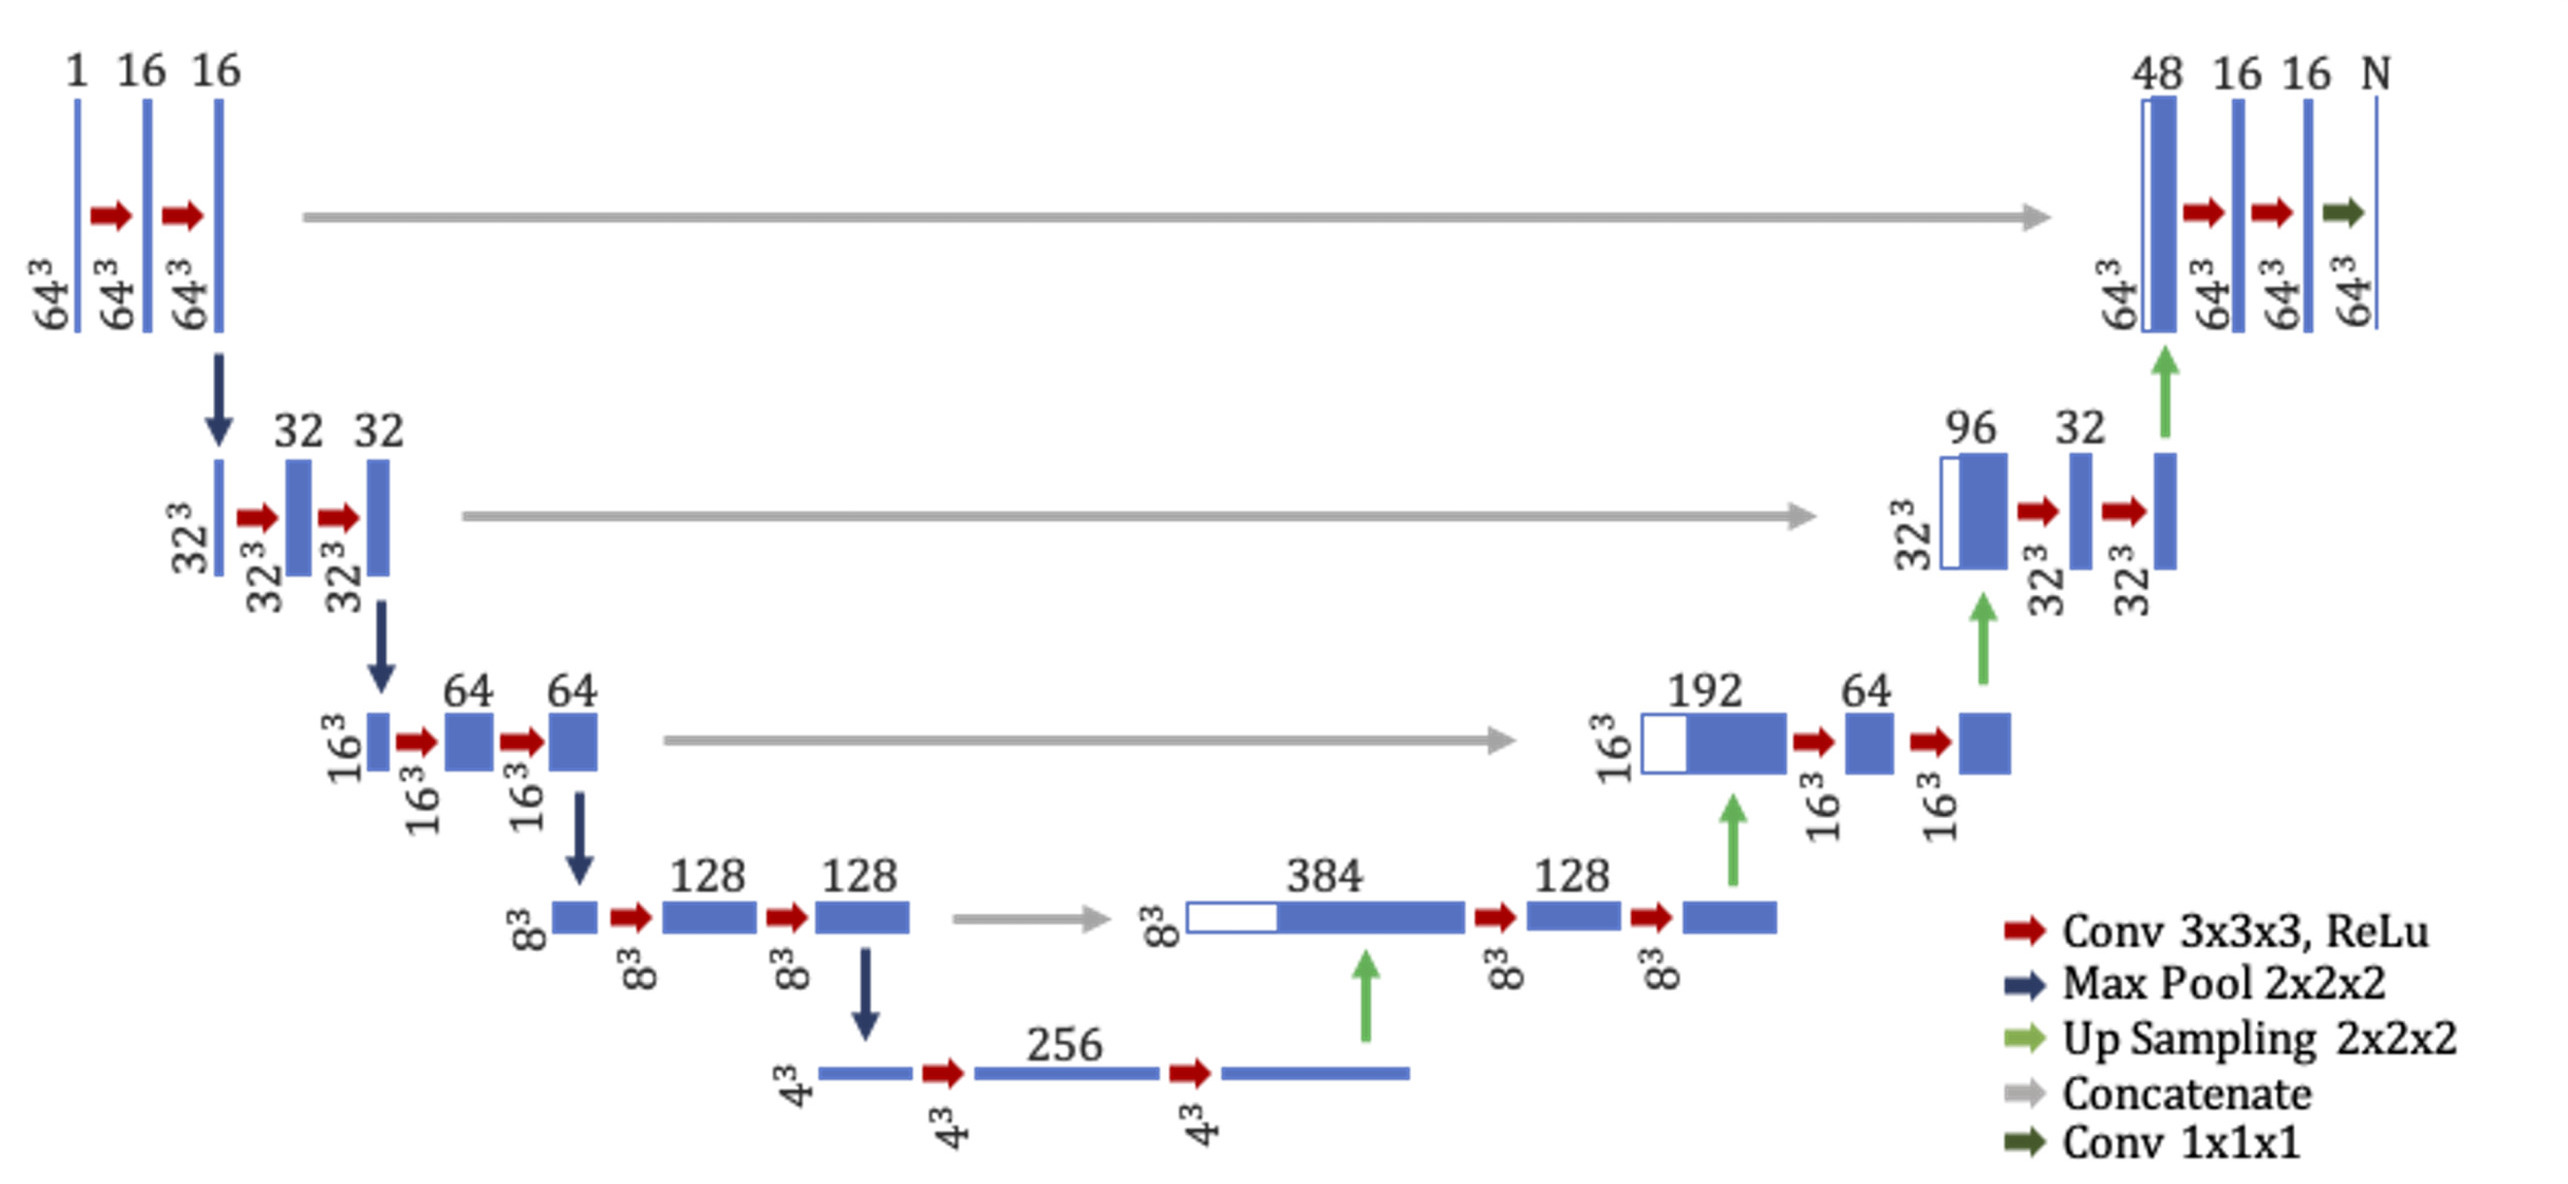 1 16 16
64³ 64³ 64³
48 16 16 N
64³ 64³ 64³ 64³
32 32
32³ 32³ 32³
96 32
32³ 32³ 32³
64 64
16³ 16³ 16³
192 64
16³ 16³ 16³
128 128
8³ 8³ 8³
384 128
8³ 8³ 8³
256
4³ 4³ 4³
Conv 3x3x3, ReLu
Max Pool 2x2x2
Up Sampling 2x2x2
Concatenate
Conv 1x1x1